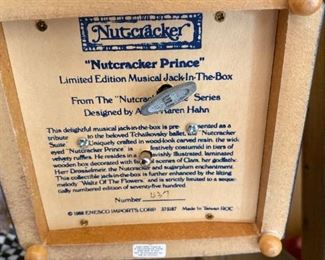 Nutcracker
"Nutcracker Prince"
Limited Edition Musical Jack-In-The-Box
From The "Nutcracker Series
Designed by Karen Hahn
This delightful musical jack-in-the-box is presented as a
tribute to the beloved Tchaikovsky ballet, "Nutcracker
Suite." Uniquely crafted in wood-look carved resin, the wide-
eyed "Nutcracker Prince" is festively costumed in tiers of
velvety ruffles. He resides in a lavishly illustrated, laminated
wooden box decorated with scenes of Clara, her godfather
Herr Drosselmeir, the Nutcracker and sugarplum enchantment.
This collectible jack-in-the-box is further enhanced by the lilting
melody "Waltz Of The Flowers," and is strictly limited to a seque-
tially numbered edition of seventy five hundred.
Number
ENESCO IMPORTS CORP. Made in Taiwan ROC